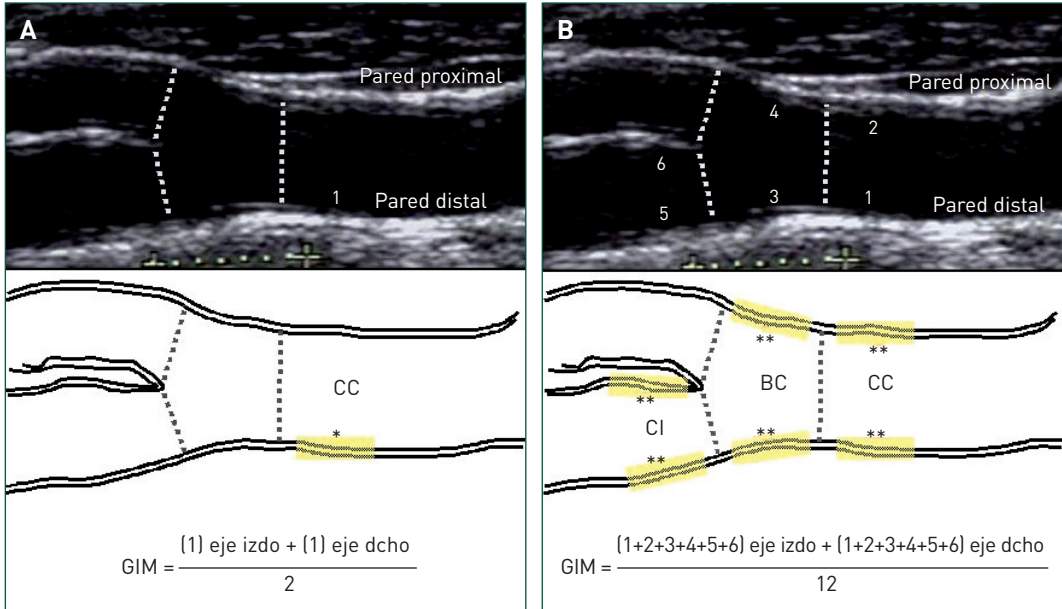 A
Pared proximal
1
Pared distal
CC
*
GIM = (1) eje izdo + (1) eje dcho
2
B
Pared proximal
4
2
6
3
1
5
Pared distal
**
**
BC
CC
**
CI
**
**
**
GIM = (1+2+3+4+5+6) eje izdo + (1+2+3+4+5+6) eje dcho
12